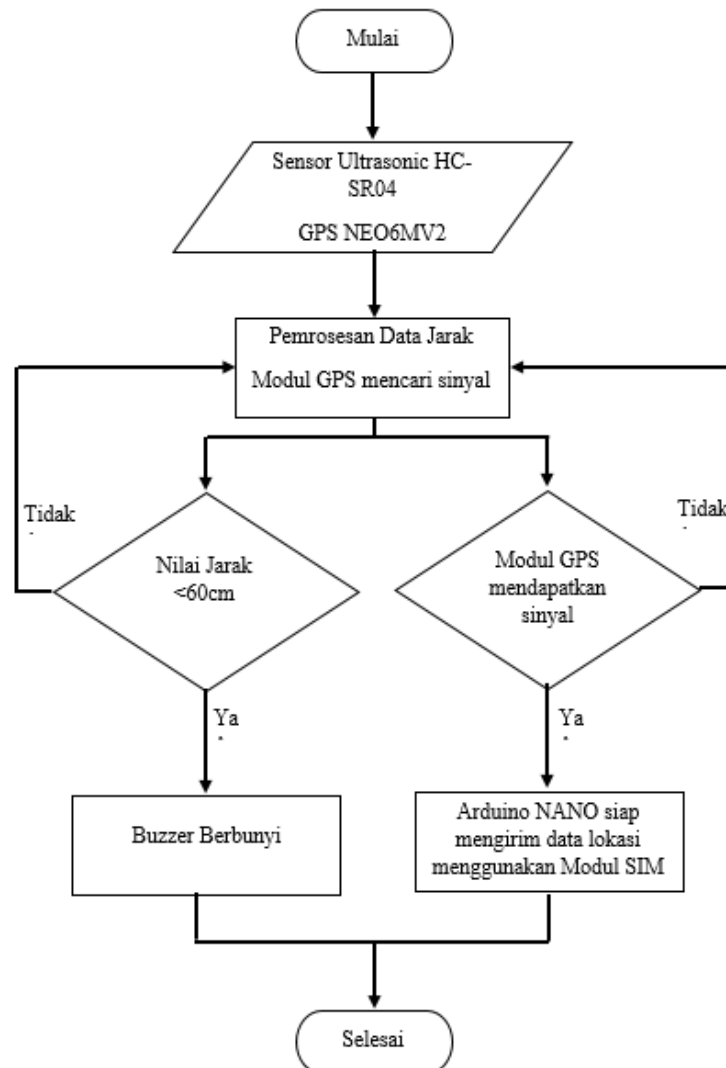 Mulai
Sensor Ultrasonic HC-
SR04
GPS NEO6MV2
Pemrosesan Data Jarak
Modul GPS mencari sinyal
Tidak
Tidak
Nilai Jarak
<60cm
Modul GPS
mendapatkan
sinyal
Ya
Ya
Buzzer Berbunyi
Arduino NANO siap
mengirim data lokasi
menggunakan Modul SIM
Selesai